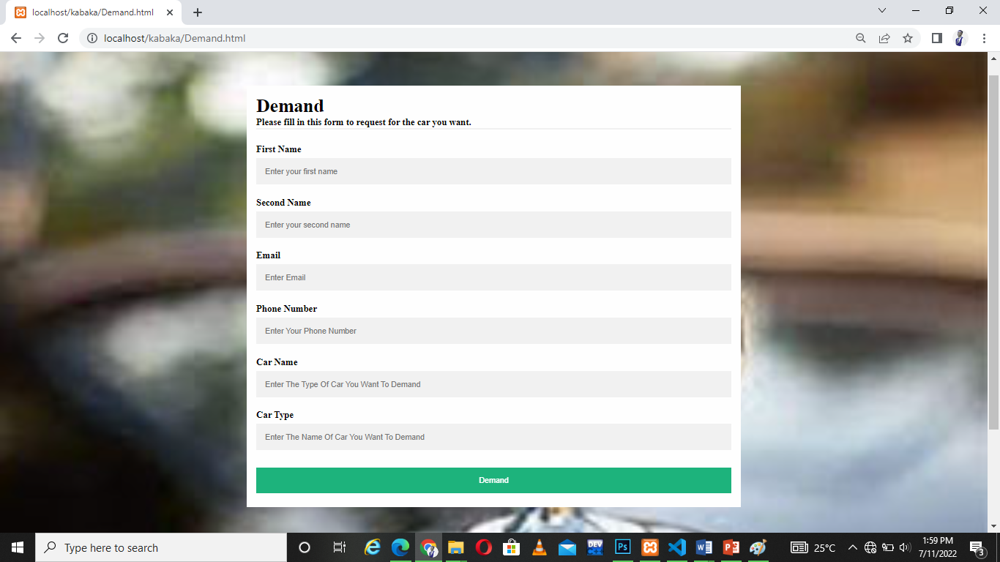 localhost/kabaka/Demand.html
localhost/kabaka/Demand.html
Demand
Please fill in this form to request for the car you want.
First Name
Enter your first name
Second Name
Enter your second name
Email
Enter Email
Phone Number
Enter Your Phone Number
Car Name
Enter The Type Of Car You Want To Demand
Car Type
Enter The Name Of Car You Want To Demand
Demand
Type here to search
DEV
Ps
W
P
25°C
1:59 PM
7/11/2022
3